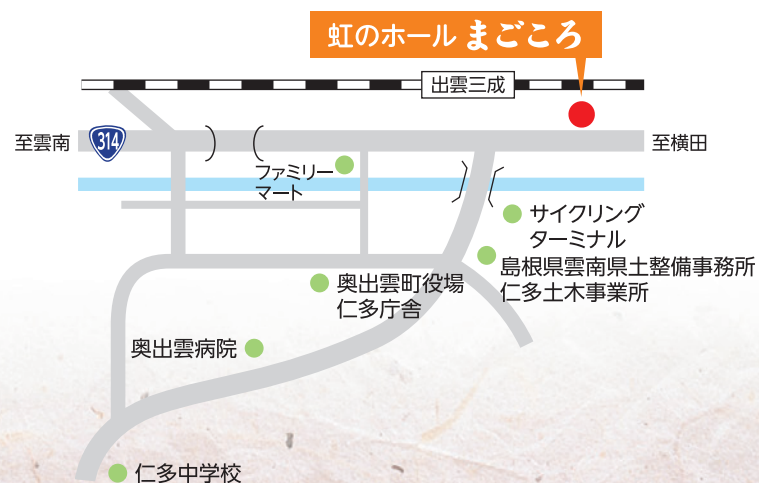 虹のホール まごころ
出雲三成
至雲南
314
至横田
ファミリー
マート
サイクリング
ターミナル
島根県雲南県土整備事務所
仁多土木事業所
奥出雲町役場
仁多庁舎
奥出雲病院
仁多中学校